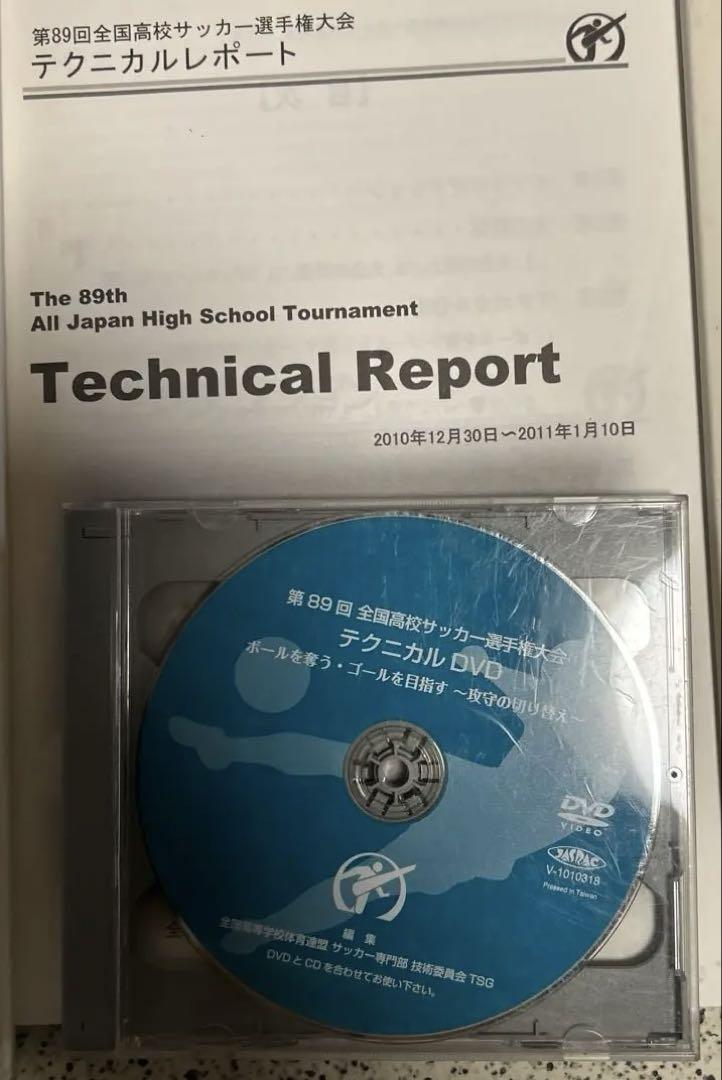 第89回全国高校サッカー選手権大会
テクニカルレポート
The 89th
All Japan High School Tournament
Technical Report
2010年12月30日～2011年1月10日
第89回 全国高校サッカー選手権大会
テクニカルDVD
ボールを奪う・ゴールを目指す ～攻守の切り替え～
DVD
VIDEO
JASRAC
V-1010318
Pressed in Taiwan
編集
全国高等学校体育連盟 サッカー専門部 技術委員会 TSG
DVDとCDを合わせてお使い下さい。